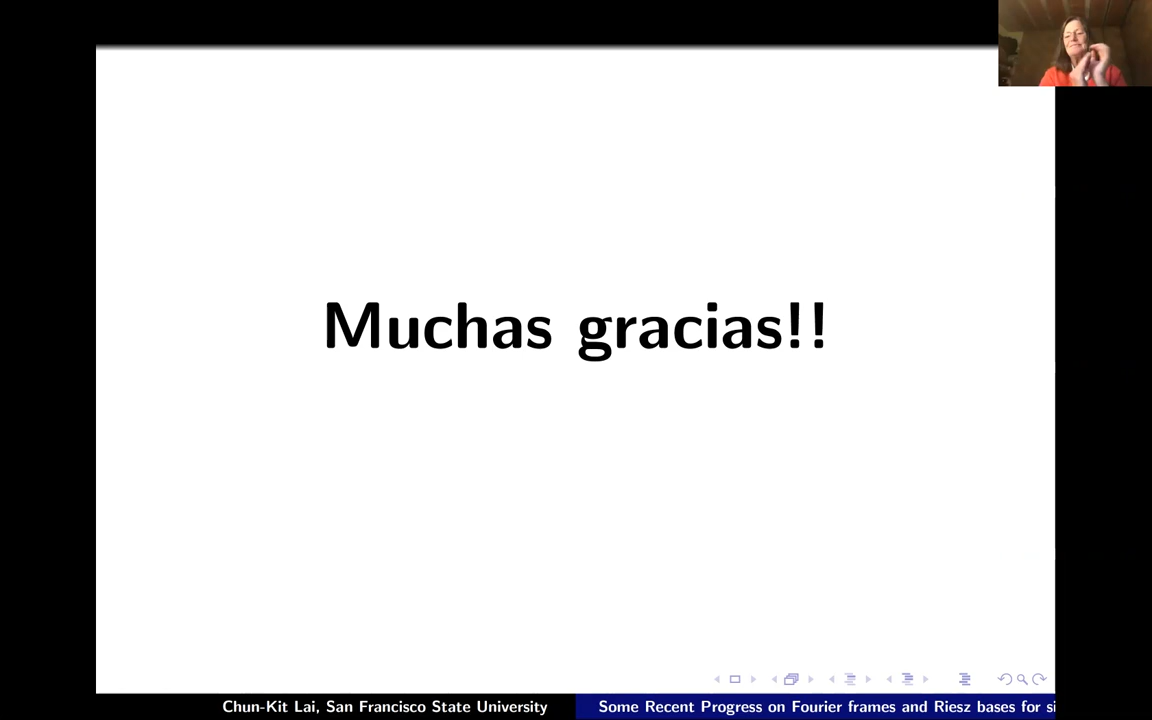 Muchas gracias!!
Chun-Kit Lai, San Francisco State University
Some Recent Progress on Fourier frames and Riesz bases for si